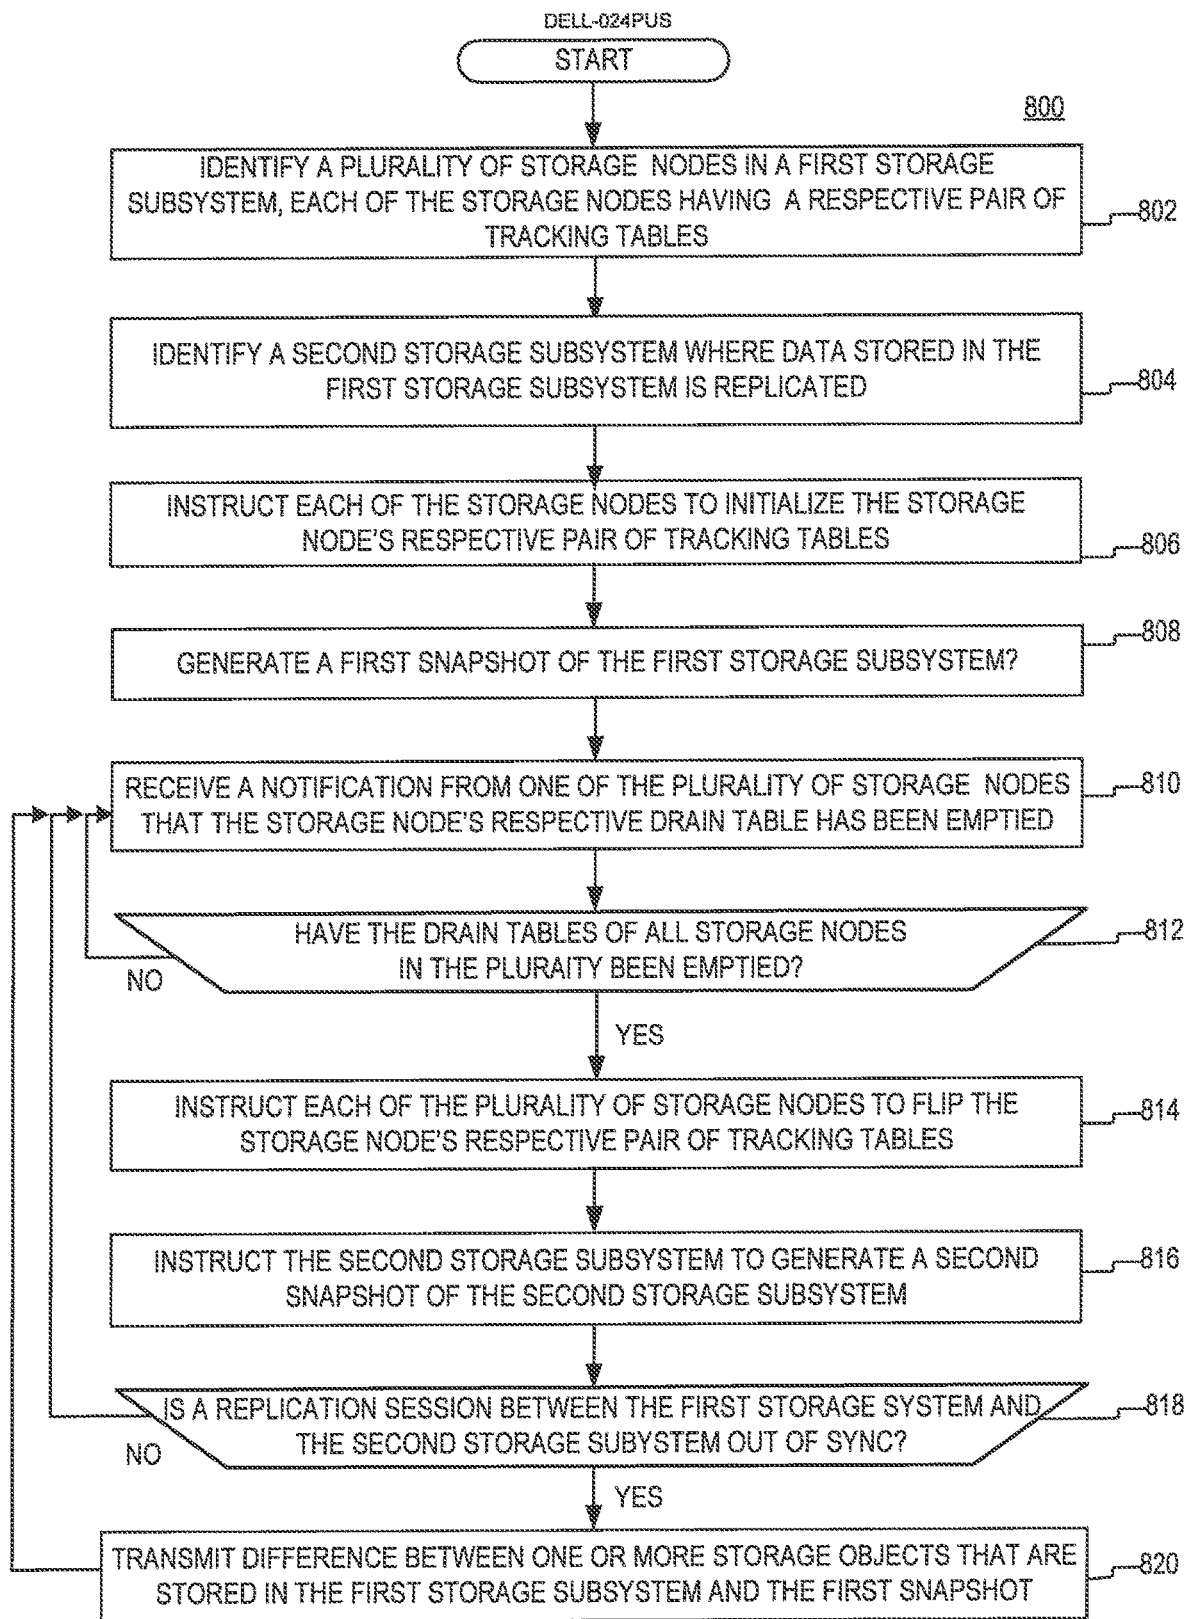 DELL-024PUS
START
800
IDENTIFY A PLURALITY OF STORAGE NODES IN A FIRST STORAGE
SUBSYSTEM, EACH OF THE STORAGE NODES HAVING A RESPECTIVE PAIR OF
TRACKING TABLES
802
IDENTIFY A SECOND STORAGE SUBSYSTEM WHERE DATA STORED IN THE
FIRST STORAGE SUBSYSTEM IS REPLICATED
804
INSTRUCT EACH OF THE STORAGE NODES TO INITIALIZE THE STORAGE
NODE'S RESPECTIVE PAIR OF TRACKING TABLES
806
GENERATE A FIRST SNAPSHOT OF THE FIRST STORAGE SUBSYSTEM?
808
RECEIVE A NOTIFICATION FROM ONE OF THE PLURALITY OF STORAGE NODES
THAT THE STORAGE NODE'S RESPECTIVE DRAIN TABLE HAS BEEN EMPTIED
810
HAVE THE DRAIN TABLES OF ALL STORAGE NODES
IN THE PLURAITY BEEN EMPTIED?
812
NO
YES
INSTRUCT EACH OF THE PLURALITY OF STORAGE NODES TO FLIP THE
STORAGE NODE'S RESPECTIVE PAIR OF TRACKING TABLES
814
INSTRUCT THE SECOND STORAGE SUBSYSTEM TO GENERATE A SECOND
SNAPSHOT OF THE SECOND STORAGE SUBSYSTEM
816
IS A REPLICATION SESSION BETWEEN THE FIRST STORAGE SYSTEM AND
THE SECOND STORAGE SUBYSTEM OUT OF SYNC?
818
NO
YES
TRANSMIT DIFFERENCE BETWEEN ONE OR MORE STORAGE OBJECTS THAT ARE
STORED IN THE FIRST STORAGE SUBSYSTEM AND THE FIRST SNAPSHOT
820